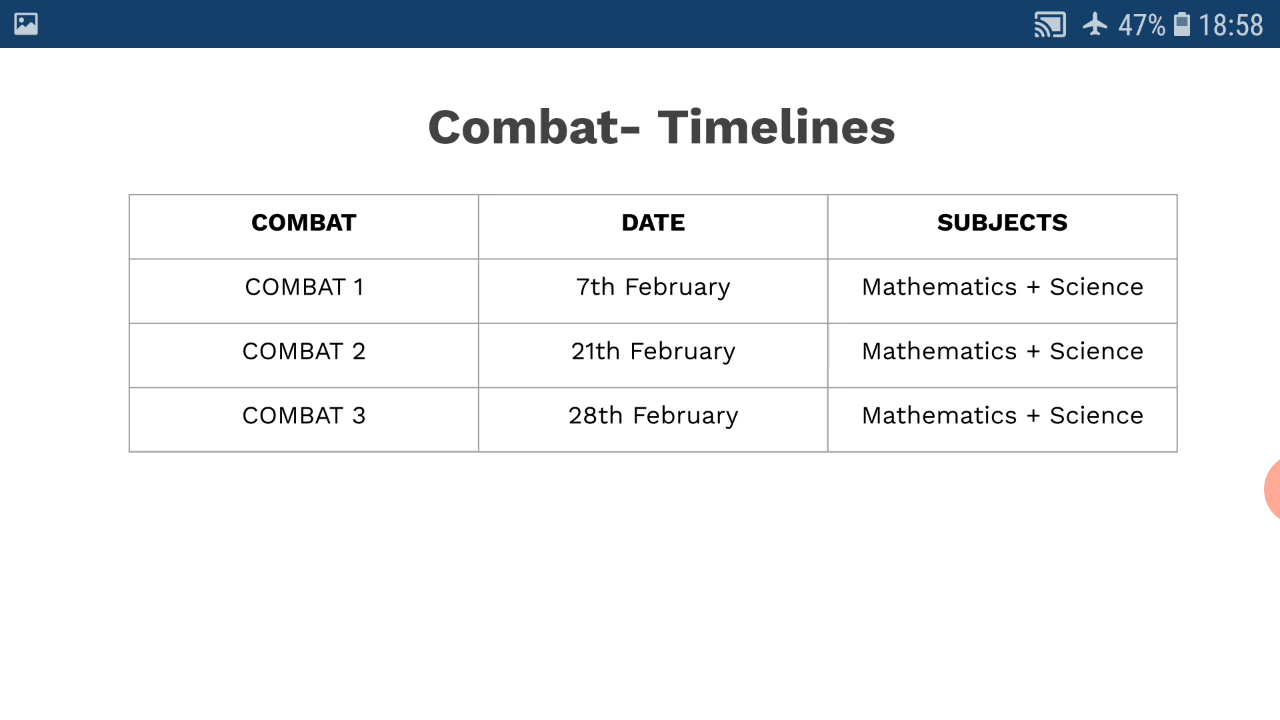 47% 18:58
Combat- Timelines
COMBAT DATE SUBJECTS
COMBAT 1 7th February Mathematics + Science
COMBAT 2 21th February Mathematics + Science
COMBAT 3 28th February Mathematics + Science